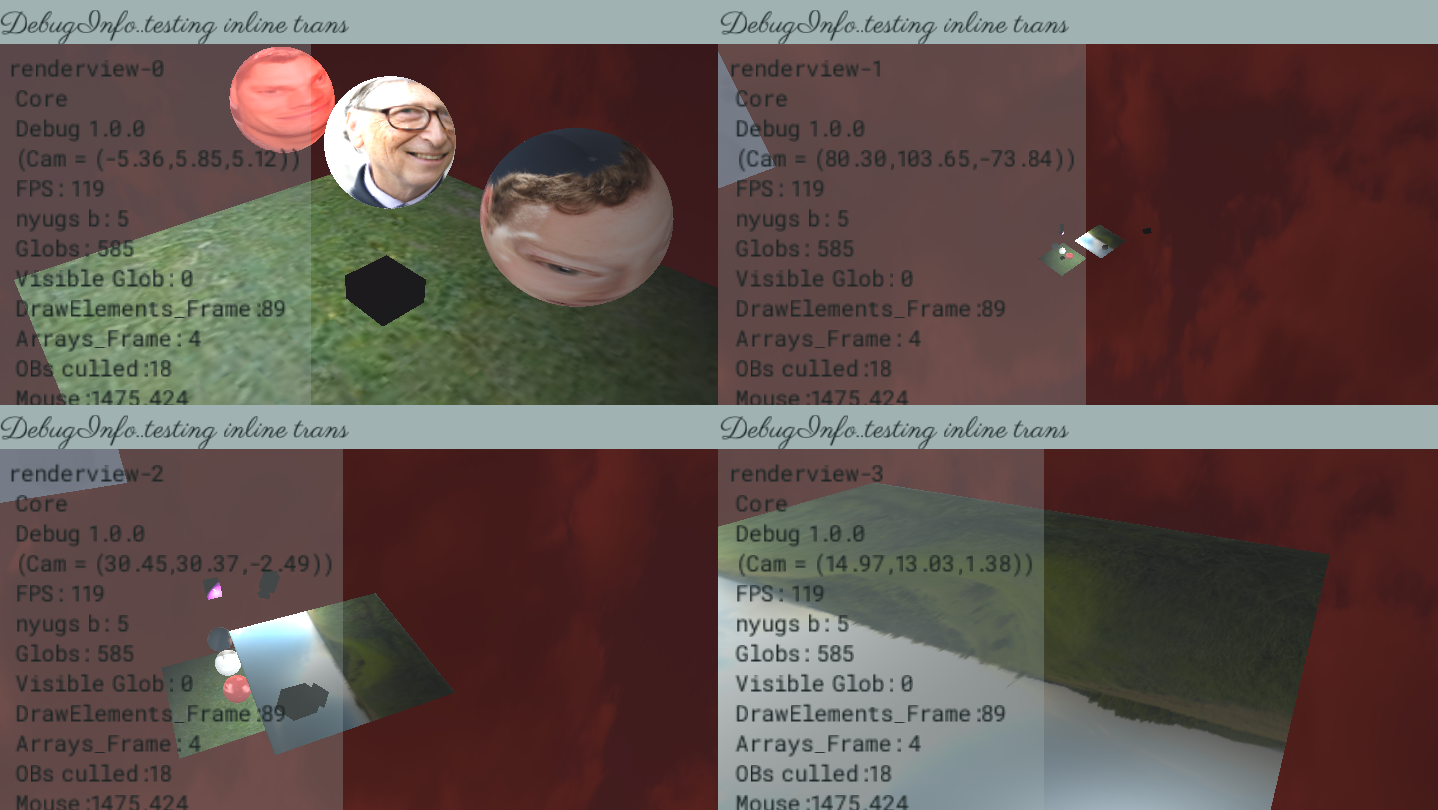 DebugInfo..testing inline trans
renderview-0
Core
Debug 1.0.0
(Cam = (-5.36,5.85,5.12))
FPS: 119
nyugs b: 5
Globs: 585
Visible Glob: 0
DrawElements_Frame:89
Arrays_Frame: 4
OBs culled:18
Mouse:1475,424
DebugInfo..testing inline trans
renderview-1
Core
Debug 1.0.0
(Cam = (80.30,103.65,-73.84))
FPS: 119
nyugs b: 5
Globs: 585
Visible Glob: 0
DrawElements_Frame:89
Arrays_Frame: 4
OBs culled:18
Mouse:1475,424
DebugInfo..testing inline trans
renderview-2
Core
Debug 1.0.0
(Cam = (30.45,30.37,-2.49))
FPS: 119
nyugs b: 5
Globs: 585
Visible Glob: 0
DrawElements_Frame:89
Arrays_Frame: 4
OBs culled:18
Mouse:1475,424
DebugInfo..testing inline trans
renderview-3
Core
Debug 1.0.0
(Cam = (14.97,13.03,1.38))
FPS: 119
nyugs b: 5
Globs: 585
Visible Glob: 0
DrawElements_Frame:89
Arrays_Frame: 4
OBs culled:18
Mouse:1475,424